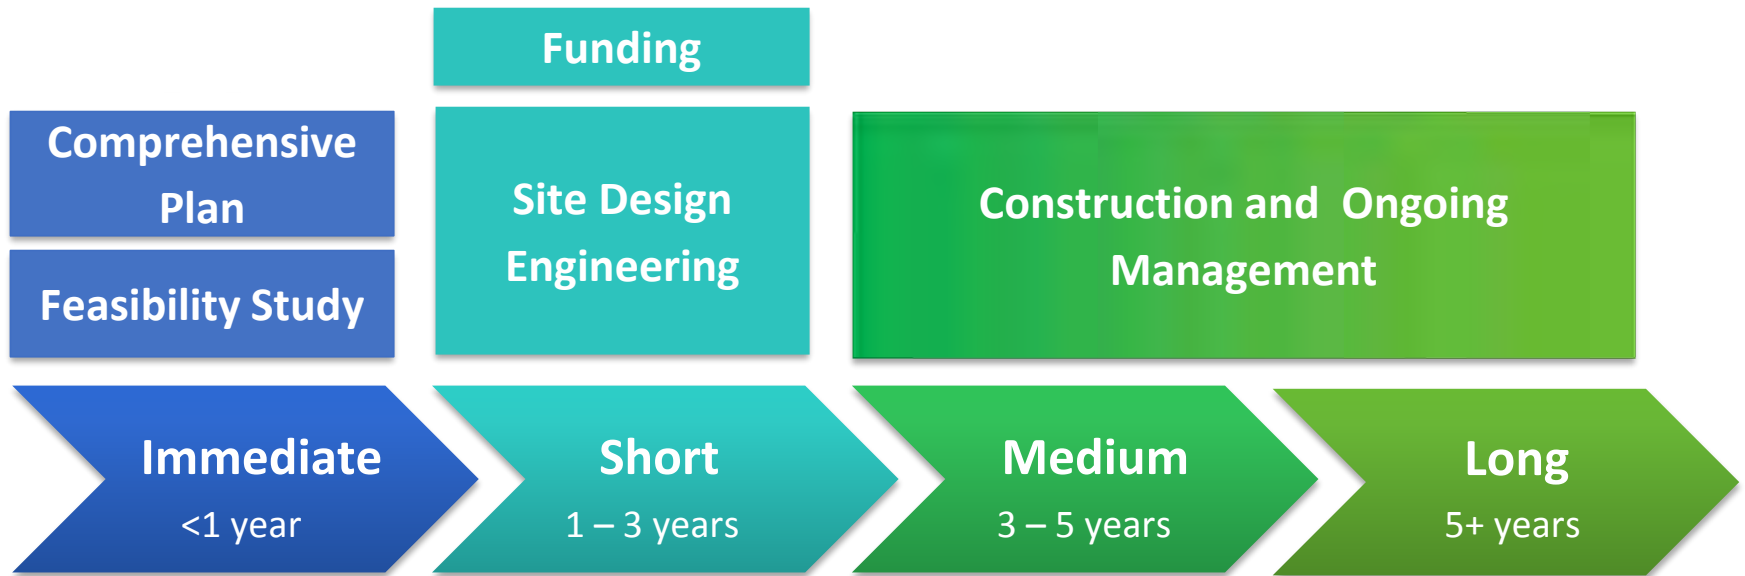 Funding
Comprehensive
Plan
Feasibility Study
Site Design
Engineering
Construction and  Ongoing
Management
Immediate
<1 year
Short
1 – 3 years
Medium
3 – 5 years
Long
5+ years